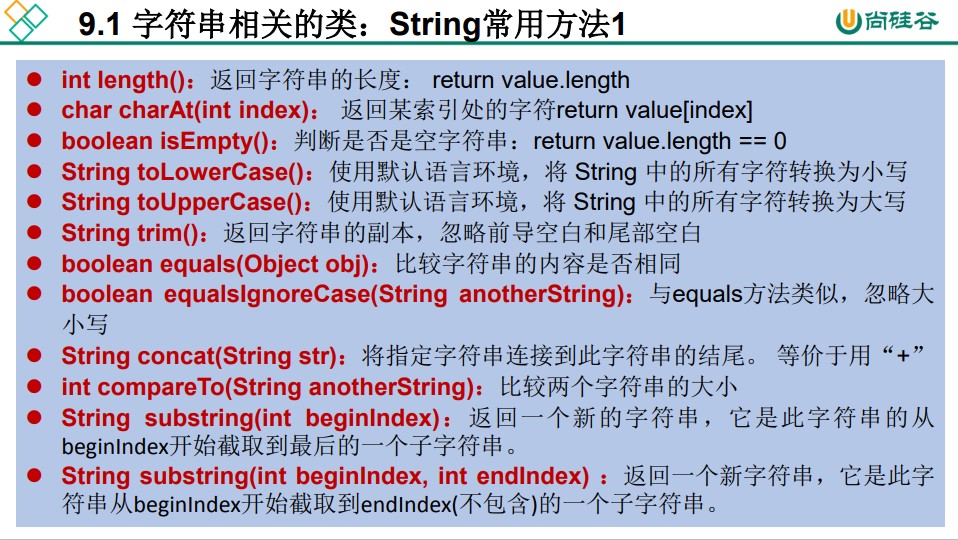 9.1 字符串相关的类：String常用方法1
尚硅谷
int length()：返回字符串的长度： return value.length
char charAt(int index)： 返回某索引处的字符return value[index]
boolean isEmpty()：判断是否是空字符串：return value.length == 0
String toLowerCase()：使用默认语言环境，将 String 中的所有字符转换为小写
String toUpperCase()：使用默认语言环境，将 String 中的所有字符转换为大写
String trim()：返回字符串的副本，忽略前导空白和尾部空白
boolean equals(Object obj)：比较字符串的内容是否相同
boolean equalsIgnoreCase(String anotherString)：与equals方法类似，忽略大
小写
String concat(String str)：将指定字符串连接到此字符串的结尾。 等价于用“+”
int compareTo(String anotherString)：比较两个字符串的大小
String substring(int beginIndex)：返回一个新的字符串，它是此字符串的从
beginIndex开始截取到最后的一个子字符串。
String substring(int beginIndex, int endIndex) ：返回一个新字符串，它是此字
符串从beginIndex开始截取到endIndex(不包含)的一个子字符串。